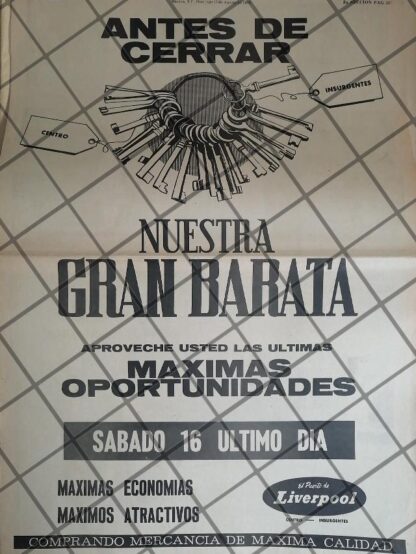 ANTES DE
CERRAR
CENTRO
INSURGENTES
NUESTRA
GRAN BARATA
APROVECHE USTED LAS ULTIMAS
MAXIMAS
OPORTUNIDADES
SABADO 16 ULTIMO DIA
MAXIMAS ECONOMIAS
MAXIMOS ATRACTIVOS
El Puerto de
Liverpool
CENTRO — INSURGENTES
COMPRANDO MERCANCIA DE MAXIMA CALIDAD